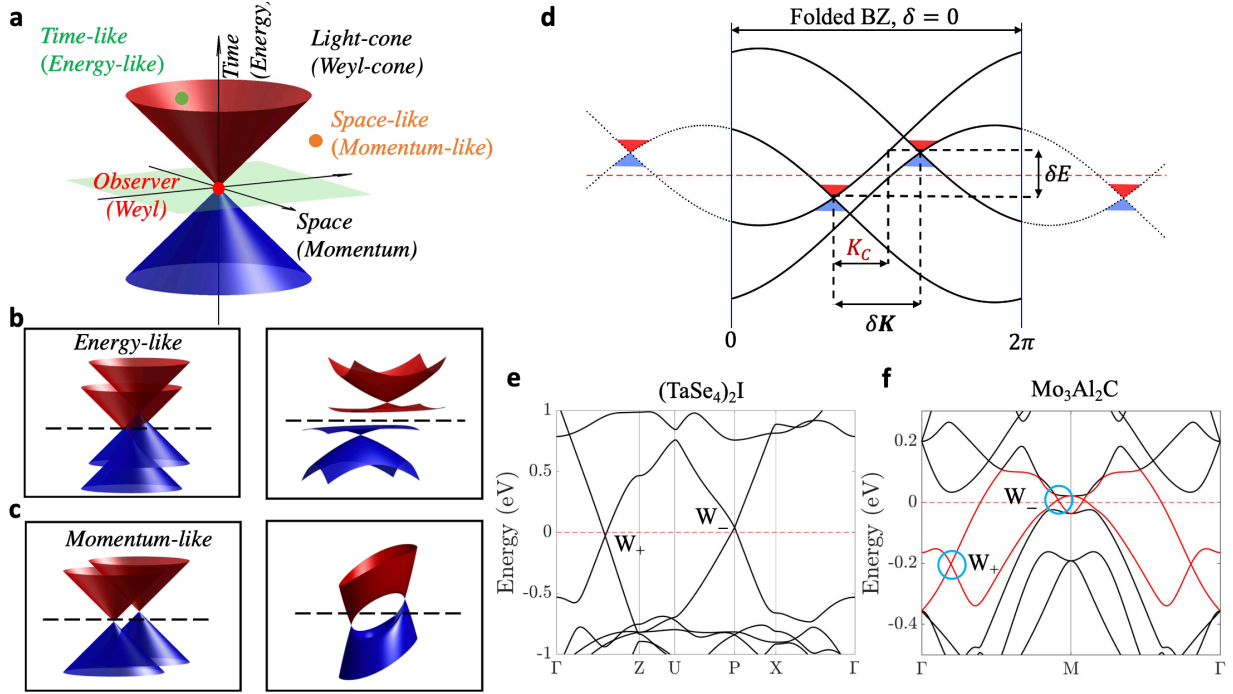 a
Time-like
(Energy-like)
Time
(Energy)
Light-cone
(Weyl-cone)
Space-like
(Momentum-like)
Observer
(Weyl)
Space
(Momentum)
b
Energy-like
c
Momentum-like
d
Folded BZ, δ = 0
δE
K_C
δK
0
2π
e
(TaSe₄)₂I
Energy (eV)
1
0.5
0
-0.5
-1
W₊
W₋
Γ Z U P X Γ
f
Mo₃Al₂C
Energy (eV)
0.2
0
-0.2
-0.4
W₋
W₊
Γ M Γ